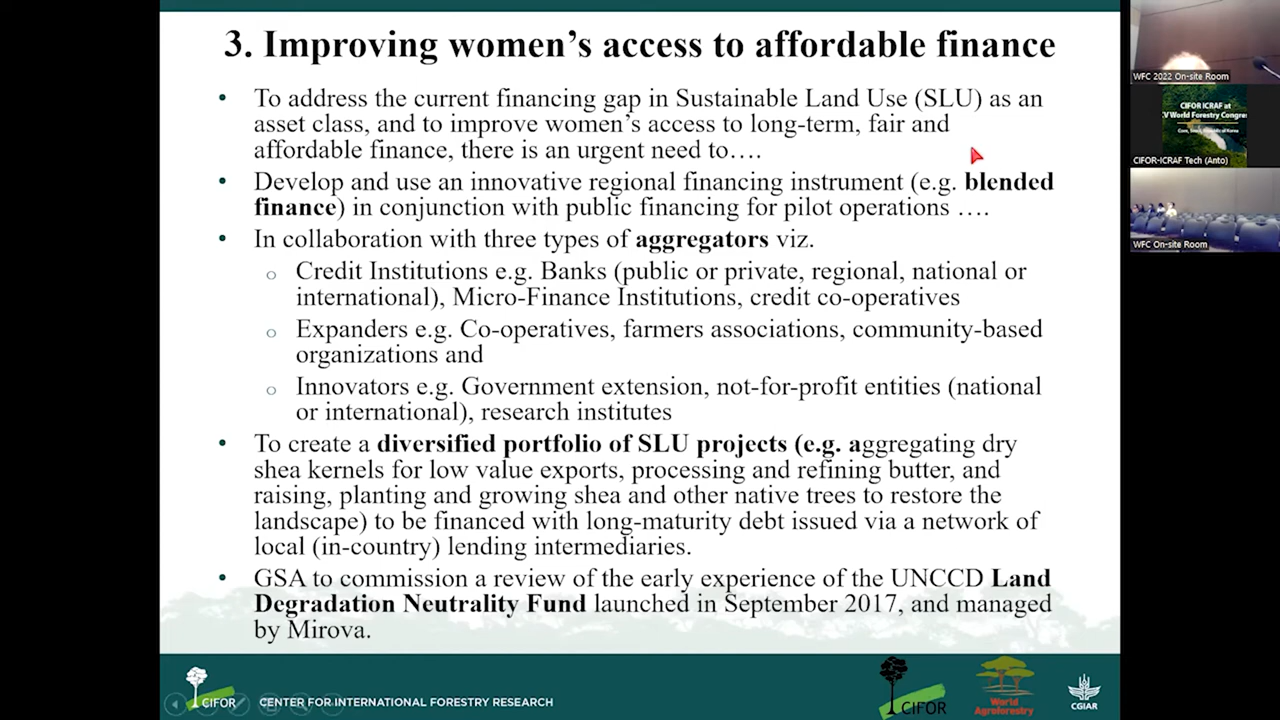 3. Improving women's access to affordable finance
• To address the current financing gap in Sustainable Land Use (SLU) as an
asset class, and to improve women's access to long-term, fair and
affordable finance, there is an urgent need to….
• Develop and use an innovative regional financing instrument (e.g. blended
finance) in conjunction with public financing for pilot operations ….
• In collaboration with three types of aggregators viz.
o Credit Institutions e.g. Banks (public or private, regional, national or
international), Micro-Finance Institutions, credit co-operatives
o Expanders e.g. Co-operatives, farmers associations, community-based
organizations and
o Innovators e.g. Government extension, not-for-profit entities (national
or international), research institutes
• To create a diversified portfolio of SLU projects (e.g. aggregating dry
shea kernels for low value exports, processing and refining butter, and
raising, planting and growing shea and other native trees to restore the
landscape) to be financed with long-maturity debt issued via a network of
local (in-country) lending intermediaries.
• GSA to commission a review of the early experience of the UNCCD Land
Degradation Neutrality Fund launched in September 2017, and managed
by Mirova.
CIFOR
CENTER FOR INTERNATIONAL FORESTRY RESEARCH
CIFOR
World
Agroforestry
CGIAR
WFC 2022 On-site Room
CIFOR ICRAF at
V World Forestry Congres
CIFOR-ICRAF Tech (Anto)
WFC On-site Room